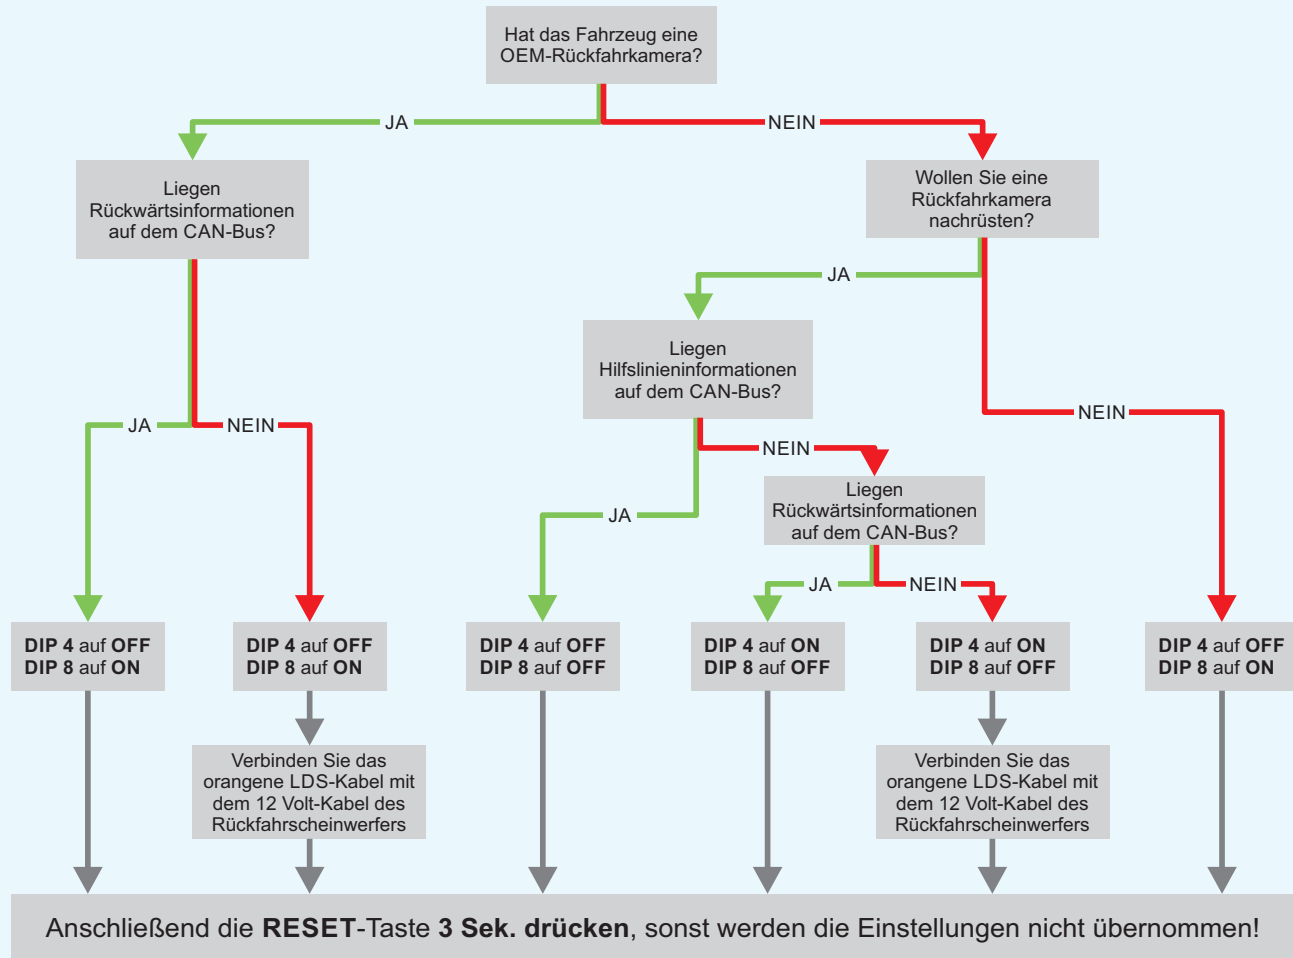 Hat das Fahrzeug eine
OEM-Rückfahrkamera?
JA
NEIN
Liegen
Rückwärtsinformationen
auf dem CAN-Bus?
Wollen Sie eine
Rückfahrkamera
nachrüsten?
JA
Liegen
Hilfslinieninformationen
auf dem CAN-Bus?
JA
NEIN
NEIN
NEIN
Liegen
Rückwärtsinformationen
auf dem CAN-Bus?
JA
JA
NEIN
DIP 4 auf OFF
DIP 8 auf ON
DIP 4 auf OFF
DIP 8 auf ON
DIP 4 auf OFF
DIP 8 auf OFF
DIP 4 auf ON
DIP 8 auf OFF
DIP 4 auf ON
DIP 8 auf OFF
DIP 4 auf OFF
DIP 8 auf ON
Verbinden Sie das
orangene LDS-Kabel mit
dem 12 Volt-Kabel des
Rückfahrscheinwerfers
Verbinden Sie das
orangene LDS-Kabel mit
dem 12 Volt-Kabel des
Rückfahrscheinwerfers
Anschließend die RESET-Taste 3 Sek. drücken, sonst werden die Einstellungen nicht übernommen!